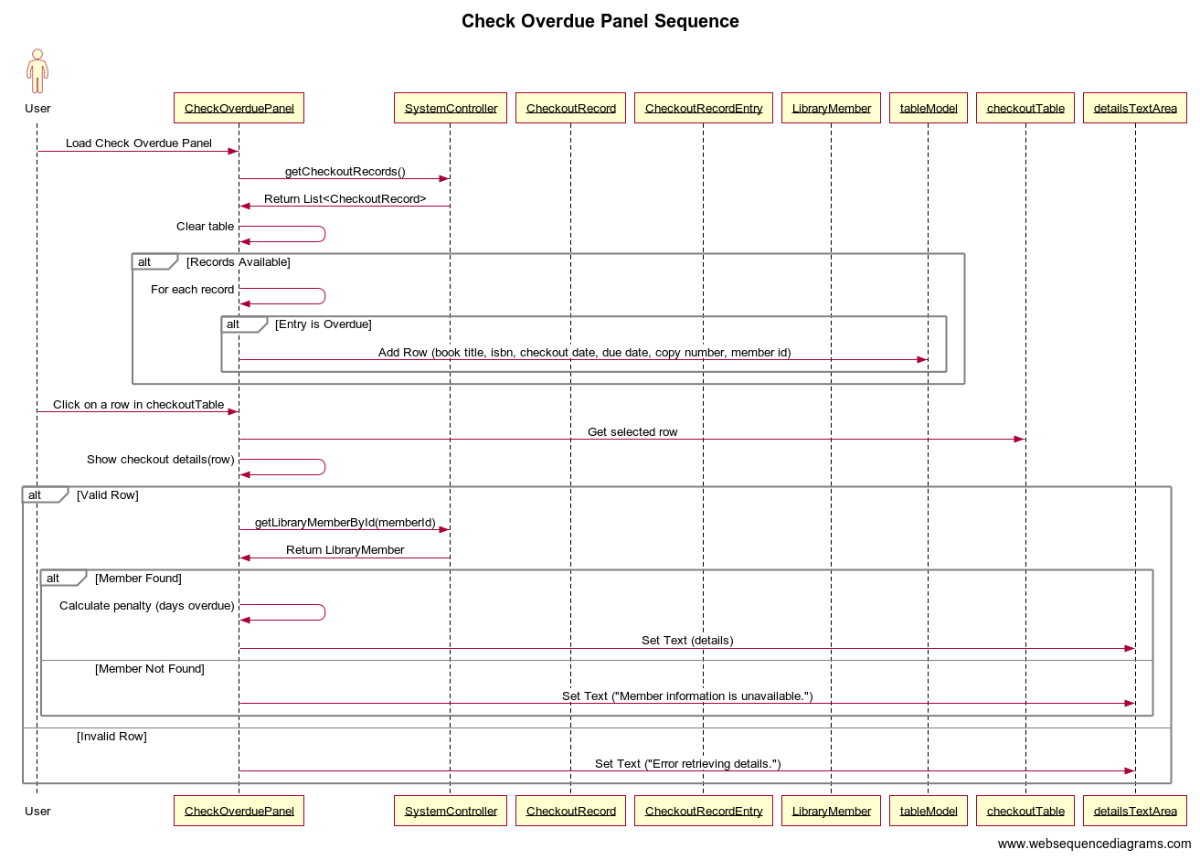 Check Overdue Panel Sequence
User
CheckOverduePanel
SystemController
CheckoutRecord
CheckoutRecordEntry
LibraryMember
tableModel
checkoutTable
detailsTextArea
Load Check Overdue Panel
getCheckoutRecords()
Return List<CheckoutRecord>
Clear table
alt
[Records Available]
For each record
alt
[Entry is Overdue]
Add Row (book title, isbn, checkout date, due date, copy number, member id)
Click on a row in checkoutTable
Get selected row
Show checkout details(row)
alt
[Valid Row]
getLibraryMemberById(memberId)
Return LibraryMember
alt
[Member Found]
Calculate penalty (days overdue)
Set Text (details)
[Member Not Found]
Set Text ("Member information is unavailable.")
[Invalid Row]
Set Text ("Error retrieving details.")
User
CheckOverduePanel
SystemController
CheckoutRecord
CheckoutRecordEntry
LibraryMember
tableModel
checkoutTable
detailsTextArea
www.websequencediagrams.com